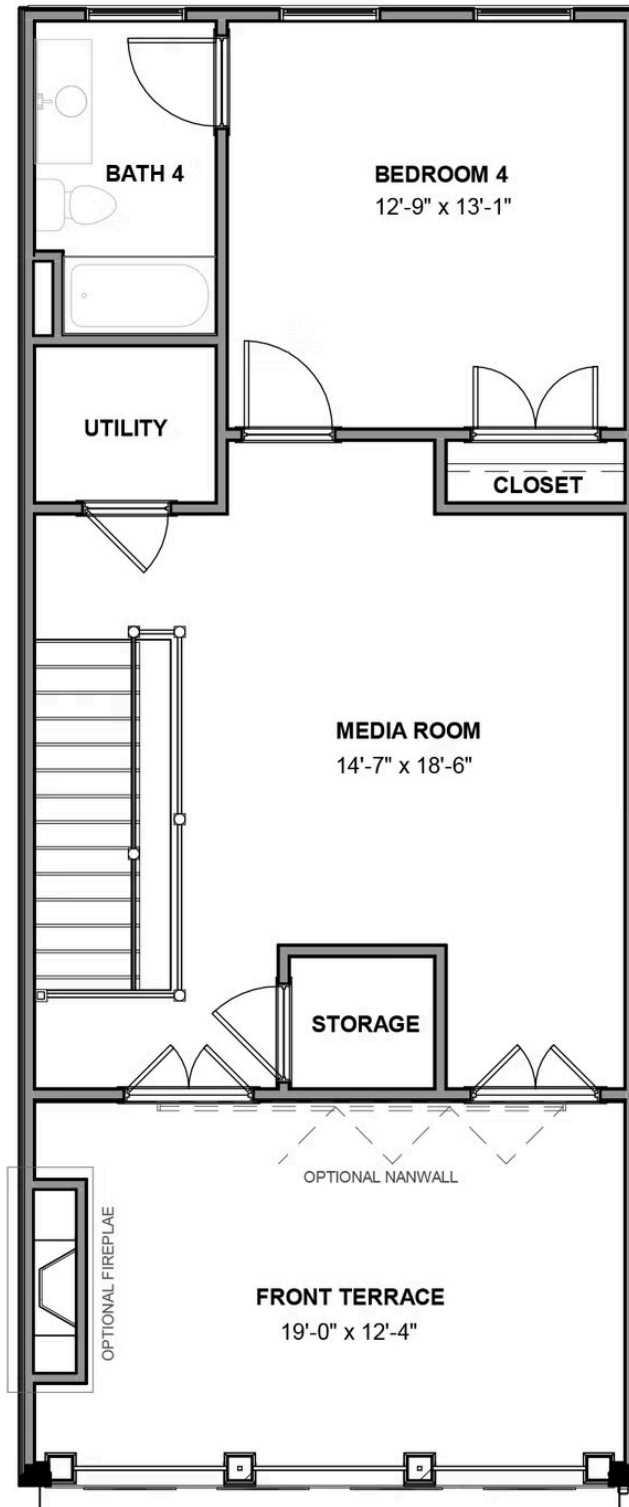 BATH 4
BEDROOM 4
12'-9" x 13'-1"
UTILITY
CLOSET
MEDIA ROOM
14'-7" x 18'-6"
STORAGE
OPTIONAL NANWALL
OPTIONAL FIREPLAE
FRONT TERRACE
19'-0" x 12'-4"